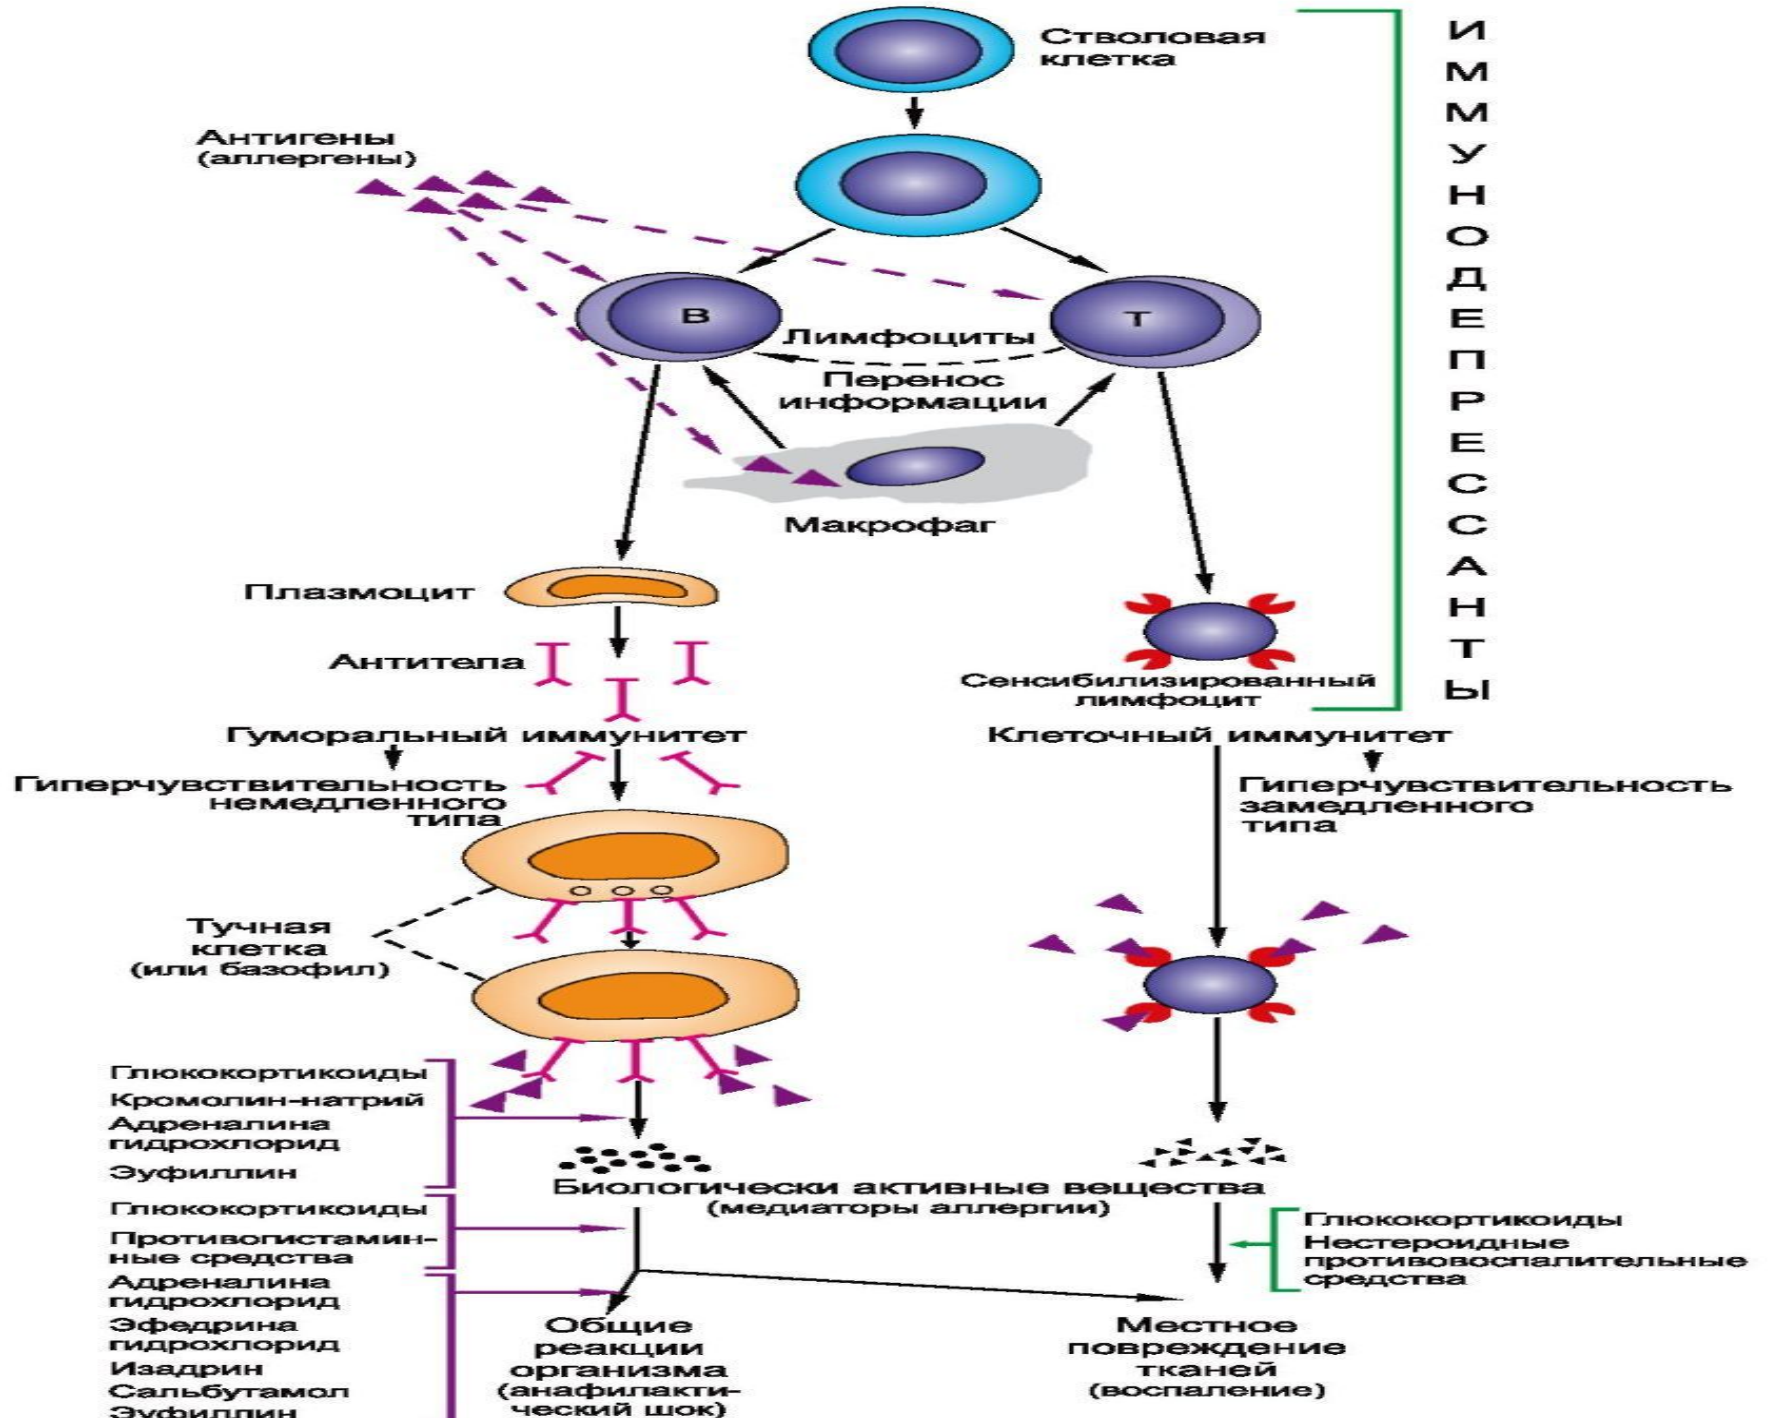 Стволовая
клетка
И
М
М
У
Н
О
Д
Е
П
Р
Е
С
С
А
Н
Т
Ы
Антигены
(аллергены)
В
Т
Лимфоциты
Перенос
информации
Макрофаг
Плазмоцит
Антитела
Сенсибилизированный
лимфоцит
Гуморальный иммунитет
Клеточный иммунитет
Гиперчувствительность
немедленного
типа
Гиперчувствительность
замедленного
типа
Тучная
клетка
(или базофил)
Глюкокортикоиды
Кромолин-натрий
Адреналина
гидрохлорид
Эуфиллин
Биологически активные вещества
(медиаторы аллергии)
Глюкокортикоиды
Противогистамин-
ные средства
Глюкокортикоиды
Нестероидные
противовоспалительные
средства
Адреналина
гидрохлорид
Эфедрина
гидрохлорид
Изадрин
Сальбутамол
Эуфиллин
Общие
реакции
организма
(анафилакти-
ческий шок)
Местное
повреждение
тканей
(воспаление)